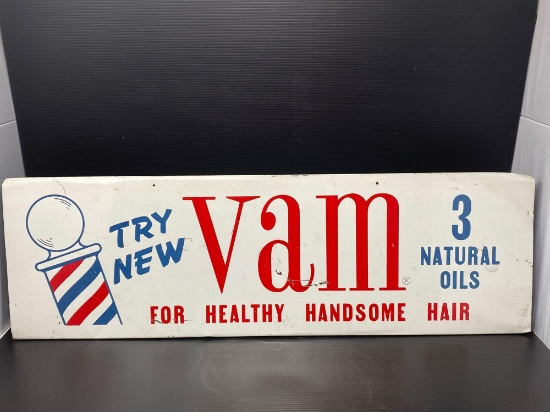 TRY
NEW
Vam®
3
NATURAL
OILS
FOR HEALTHY HANDSOME HAIR